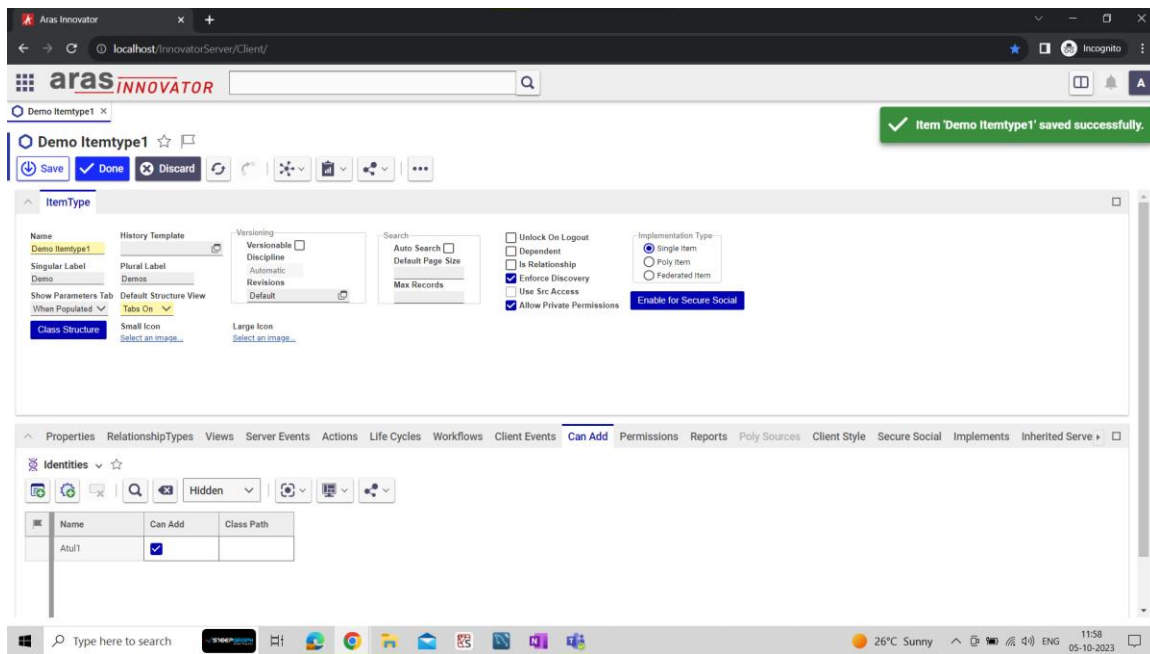 Aras Innovator
localhost/InnovatorServer/Client/
Incognito
aras INNOVATOR
A
Demo Itemtype1
Item 'Demo Itemtype1' saved successfully.
Demo Itemtype1
Save Done Discard
ItemType
Name History Template Versioning Search Unlock On Logout Implementation Type
Demo Itemtype1 Versionable Auto Search Dependent Single Item
Singular Label Plural Label Discipline Default Page Size Is Relationship Poly Item
Demo Demos Automatic Enforce Discovery Federated Item
Show Parameters Tab Default Structure View Revisions Max Records Use Src Access
When Populated Tabs On Default Allow Private Permissions Enable for Secure Social
Class Structure Small Icon Large Icon
Select an image... Select an image...
Properties RelationshipTypes Views Server Events Actions Life Cycles Workflows Client Events Can Add Permissions Reports Poly Sources Client Style Secure Social Implements Inherited Serve
Identities
Hidden
Name Can Add Class Path
Atul1
Type here to search
26°C Sunny ENG 11:58
05-10-2023